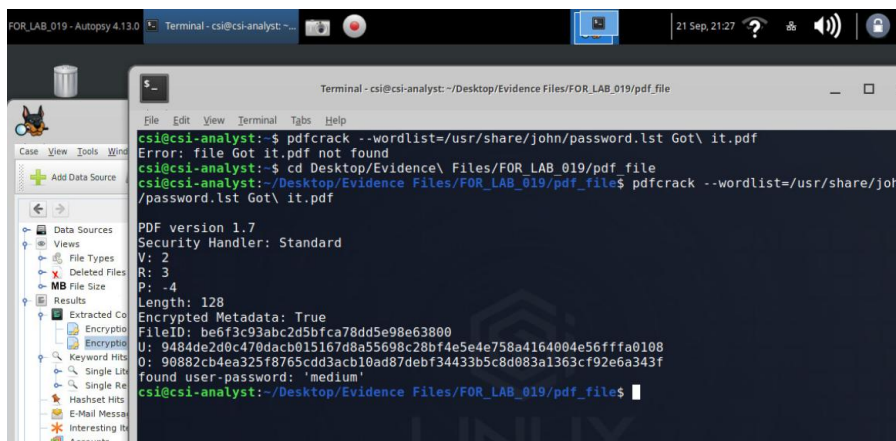 FOR_LAB_019 - Autopsy 4.13.0
Terminal - csi@csi-analyst: ~...
21 Sep, 21:27
Terminal - csi@csi-analyst: ~/Desktop/Evidence Files/FOR_LAB_019/pdf_file
File Edit View Terminal Tabs Help
csi@csi-analyst:~$ pdfcrack --wordlist=/usr/share/john/password.lst Got\ it.pdf
Error: file Got it.pdf not found
csi@csi-analyst:~$ cd Desktop/Evidence\ Files/FOR_LAB_019/pdf_file
csi@csi-analyst:~/Desktop/Evidence Files/FOR_LAB_019/pdf_file$ pdfcrack --wordlist=/usr/share/joh
/password.lst Got\ it.pdf
PDF version 1.7
Security Handler: Standard
V: 2
R: 3
P: -4
Length: 128
Encrypted Metadata: True
FileID: be6f3c93abc2d5bfca78dd5e98e63800
U: 9484de2d0c470dacb015167d8a55698c28bf4e5e4e758a4164004e56fffa0108
O: 90882cb4ea325f8765cdd3acb10ad87debf34433b5c8d083a1363cf92e6a343f
found user-password: 'medium'
csi@csi-analyst:~/Desktop/Evidence Files/FOR_LAB_019/pdf_file$
Case View Tools Wind
Add Data Source
Data Sources
Views
File Types
Deleted Files
MB File Size
Results
Extracted Co
Encryptio
Encryptio
Keyword Hits
Single Lite
Single Re
Hashset Hits
E-Mail Messa
Interesting Ite
Accounts
LINUX